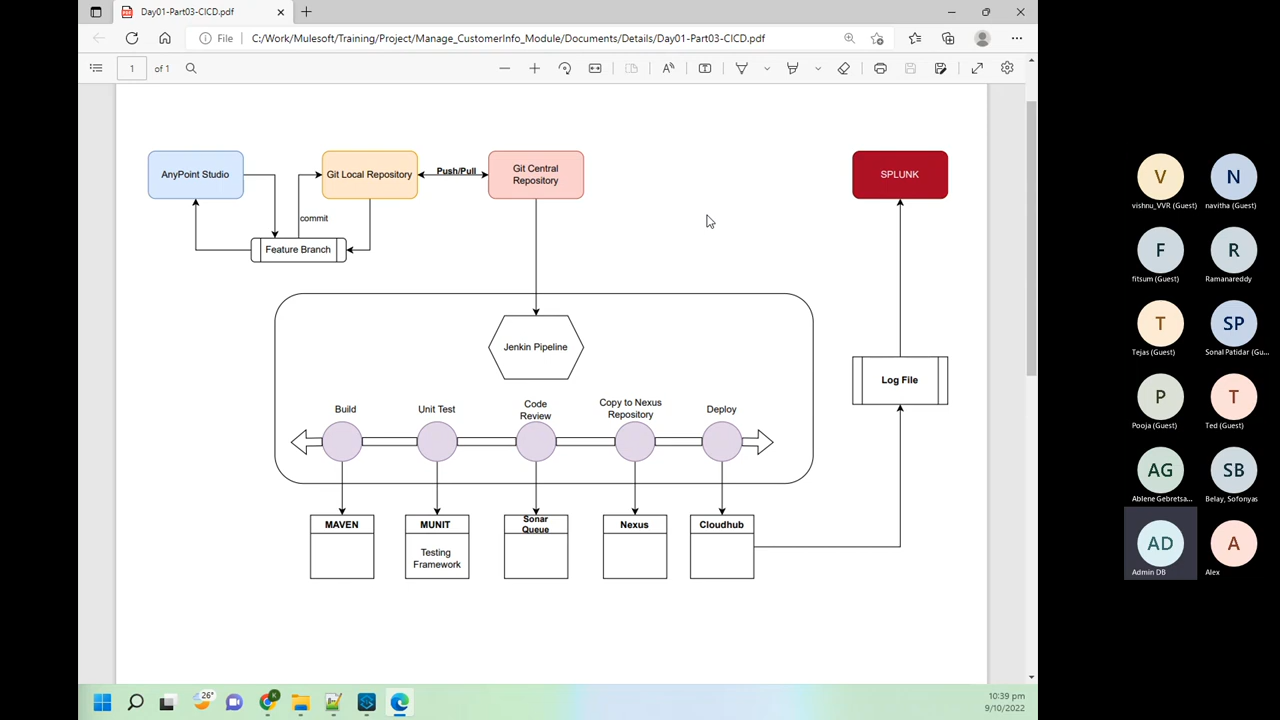 Day01-Part03-CICD.pdf
File
C:/Work/Mulesoft/Training/Project/Manage_CustomerInfo_Module/Documents/Details/Day01-Part03-CICD.pdf
1
of 1
AnyPoint Studio
Git Local Repository
Push/Pull
Git Central
Repository
SPLUNK
commit
Feature Branch
Jenkin Pipeline
Log File
Build
Unit Test
Code
Review
Copy to Nexus
Repository
Deploy
MAVEN
MUNIT
Testing
Framework
Sonar
Queue
Nexus
Cloudhub
V
vishnu_VVR (Guest)
N
navitha (Guest)
F
fitsum (Guest)
R
Ramanareddy
T
Tejas (Guest)
SP
Sonal Patidar (Gu...
P
Pooja (Guest)
T
Ted (Guest)
AG
Ablene Gebretsa...
SB
Belay, Sofonyas
AD
Admin DB
A
Alex
26°
K
10:39 pm
9/10/2022